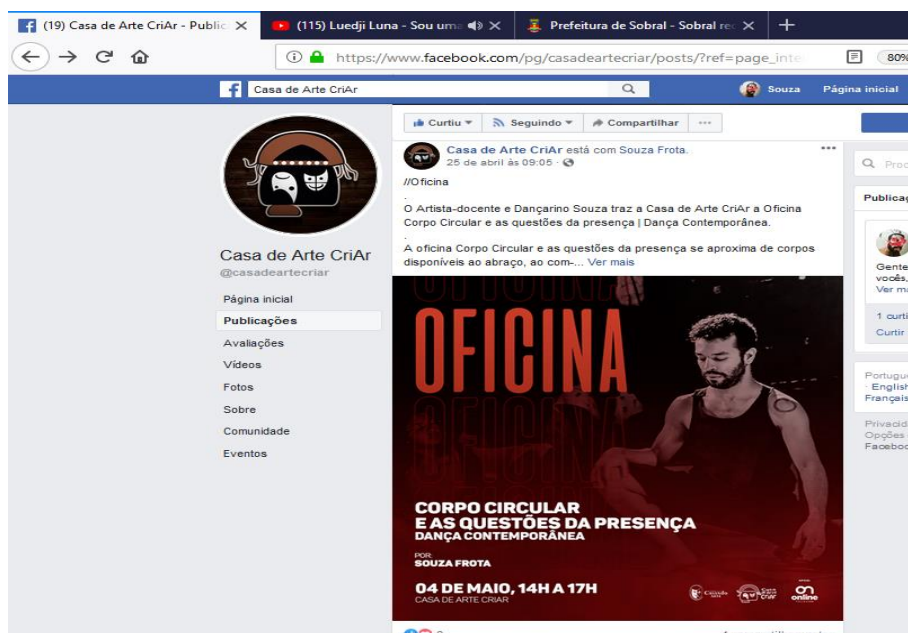 (19) Casa de Arte CriAr - Public
(115) Luedji Luna - Sou uma
Prefeitura de Sobral - Sobral re
https://www.facebook.com/pg/casadeartecriar/posts/?ref=page_inte
80%
Casa de Arte CriAr
Souza
Página inicial
Curtiu
Seguindo
Compartilhar
Casa de Arte CriAr está com Souza Frota.
25 de abril às 09:05
//Oficina
.
O Artista-docente e Dançarino Souza traz a Casa de Arte CriAr a Oficina
Corpo Circular e as questões da presença | Dança Contemporânea.
.
A oficina Corpo Circular e as questões da presença se aproxima de corpos
disponíveis ao abraço, ao com-... Ver mais
Casa de Arte CriAr
@casadeartecriar
Página inicial
Publicações
Avaliações
Vídeos
Fotos
Sobre
Comunidade
Eventos
OFICINA
OFICINA
OFICINA
CORPO CIRCULAR
E AS QUESTÕES DA PRESENÇA
DANÇA CONTEMPORÂNEA
POR
SOUZA FROTA
04 DE MAIO, 14H A 17H
CASA DE ARTE CRIAR
online
Proc
Publicaç
Gente
vocês,
Ver ma
1 curti
Curtir
Portugu
· English
Français
Privacid
Opções
Faceboo